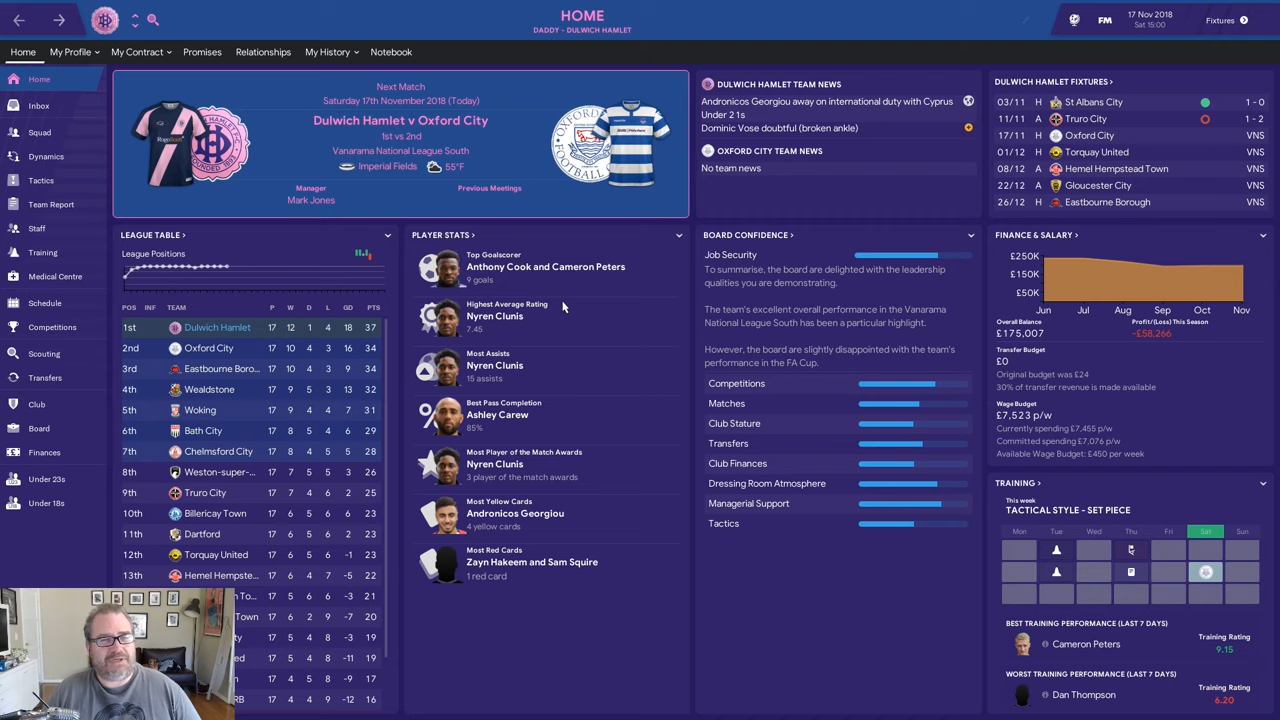 HOME
DADDY - DULWICH HAMLET
FM
17 Nov 2018
Sat 15:00
Fixtures
Home
My Profile
My Contract
Promises
Relationships
My History
Notebook
Home
Inbox
Squad
Dynamics
Tactics
Team Report
Staff
Training
Medical Centre
Schedule
Competitions
Scouting
Transfers
Club
Board
Finances
Under 23s
Under 18s
Next Match
Saturday 17th November 2018 (Today)
Dulwich Hamlet v Oxford City
1st vs 2nd
Vanarama National League South
Imperial Fields
55°F
Manager
Mark Jones
Previous Meetings
DULWICH HAMLET TEAM NEWS
Andronicos Georgiou away on international duty with Cyprus
Under 21s
Dominic Vose doubtful (broken ankle)
OXFORD CITY TEAM NEWS
No team news
DULWICH HAMLET FIXTURES >
03/11 H St Albans City 1 - 0
11/11 H Truro City 1 - 2
17/11 H Oxford City VNS
01/12 H Torquay United VNS
08/12 A Hemel Hempstead Town VNS
22/12 A Gloucester City VNS
26/12 H Eastbourne Borough VNS
LEAGUE TABLE >
League Positions
POS INF TEAM P W D L GD PTS
1st Dulwich Hamlet 17 12 1 4 18 37
2nd Oxford City 17 10 4 3 16 34
3rd Eastbourne Boro... 17 10 4 3 9 34
4th Wealdstone 17 9 5 3 13 32
5th Woking 17 9 4 4 7 31
6th Bath City 17 8 5 4 6 29
7th Chelmsford City 17 8 4 5 5 28
8th Weston-super-... 17 7 5 5 3 26
9th Truro City 17 7 4 6 2 25
10th Billericay Town 17 6 5 6 6 23
11th Dartford 17 6 5 6 2 23
12th Torquay United 17 6 5 6 -1 23
13th Hemel Hempste... 17 6 4 7 -5 22
17 5 6 6 -3 21
Town 17 6 2 9 -7 20
17 5 4 8 -3 19
17 5 4 8 -11 19
17 4 5 8 -9 17
17 4 4 9 -12 16
PLAYER STATS >
Top Goalscorer
Anthony Cook and Cameron Peters
9 goals
Highest Average Rating
Nyren Clunis
7.45
Most Assists
Nyren Clunis
15 assists
Best Pass Completion
Ashley Carew
85%
Most Player of the Match Awards
Nyren Clunis
3 player of the match awards
Most Yellow Cards
Andronicos Georgiou
4 yellow cards
Most Red Cards
Zayn Hakeem and Sam Squire
1 red card
BOARD CONFIDENCE >
Job Security
To summarise, the board are delighted with the leadership
qualities you are demonstrating.
The team's excellent overall performance in the Vanarama
National League South has been a particular highlight.
However, the board are slightly disappointed with the team's
performance in the FA Cup.
Competitions
Matches
Club Stature
Transfers
Club Finances
Dressing Room Atmosphere
Managerial Support
Tactics
FINANCE & SALARY >
£250K
£150K
£50K
Jun Jul Aug Sep Oct Nov
Overall Balance
£175,007
Profit/(Loss) This Season
-£58,266
Transfer Budget
£0
Original budget was £24
30% of transfer revenue is made available
Wage Budget
£7,523 p/w
Currently spending £7,455 p/w
Committed spending £7,076 p/w
Available Wage Budget: £450 per week
TRAINING >
This week
TACTICAL STYLE - SET PIECE
Mon Tue Wed Thu Fri Sat Sun
BEST TRAINING PERFORMANCE (LAST 7 DAYS)
Cameron Peters
Training Rating
9.15
WORST TRAINING PERFORMANCE (LAST 7 DAYS)
Dan Thompson
Training Rating
6.20